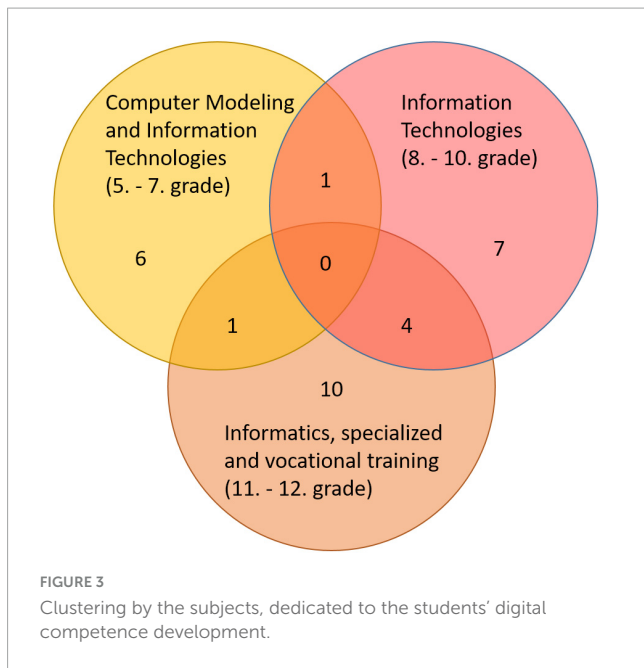 Computer Modeling
and Information
Technologies
(5. - 7. grade)
Information
Technologies
(8. - 10. grade)
1
6
0
7
1
4
10
Informatics, specialized
and vocational training
(11. - 12. grade)
FIGURE 3
Clustering by the subjects, dedicated to the students’ digital
competence development.